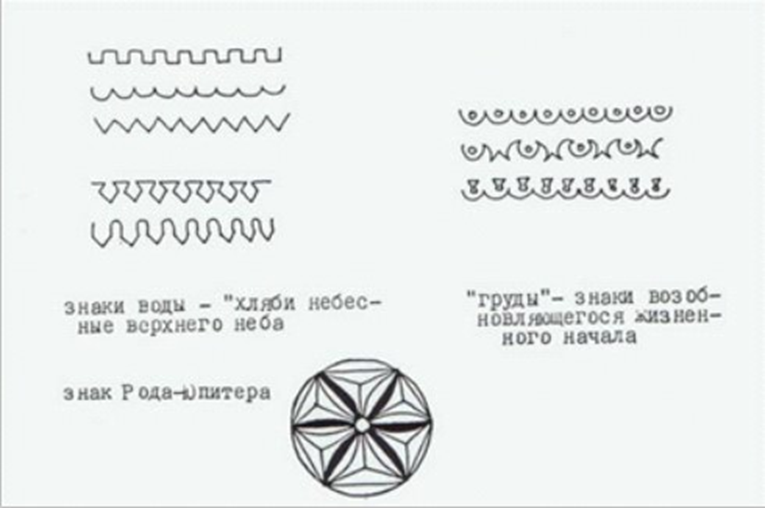 знаки воды - "хляби небес-
ные верхнего неба
"груды"- знаки возоб-
новляющегося жизнен-
ного начала
знак Рода-Юпитера